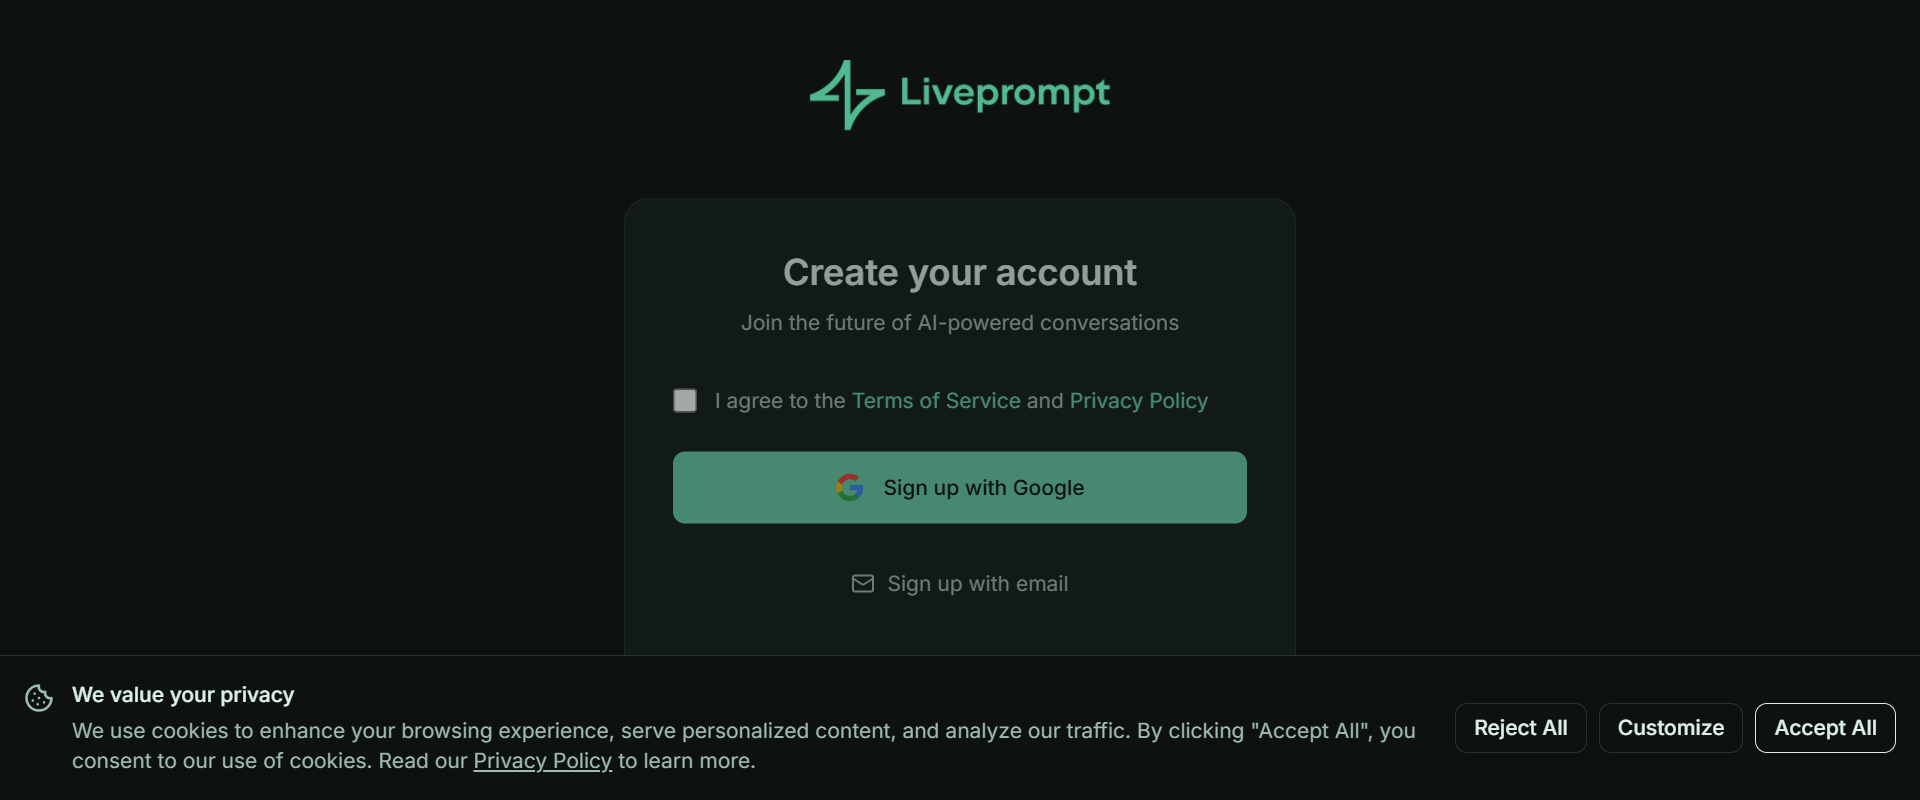 Liveprompt
Create your account
Join the future of AI-powered conversations
I agree to the Terms of Service and Privacy Policy
Sign up with Google
Sign up with email
We value your privacy
We use cookies to enhance your browsing experience, serve personalized content, and analyze our traffic. By clicking "Accept All", you
consent to our use of cookies. Read our Privacy Policy to learn more.
Reject All
Customize
Accept All